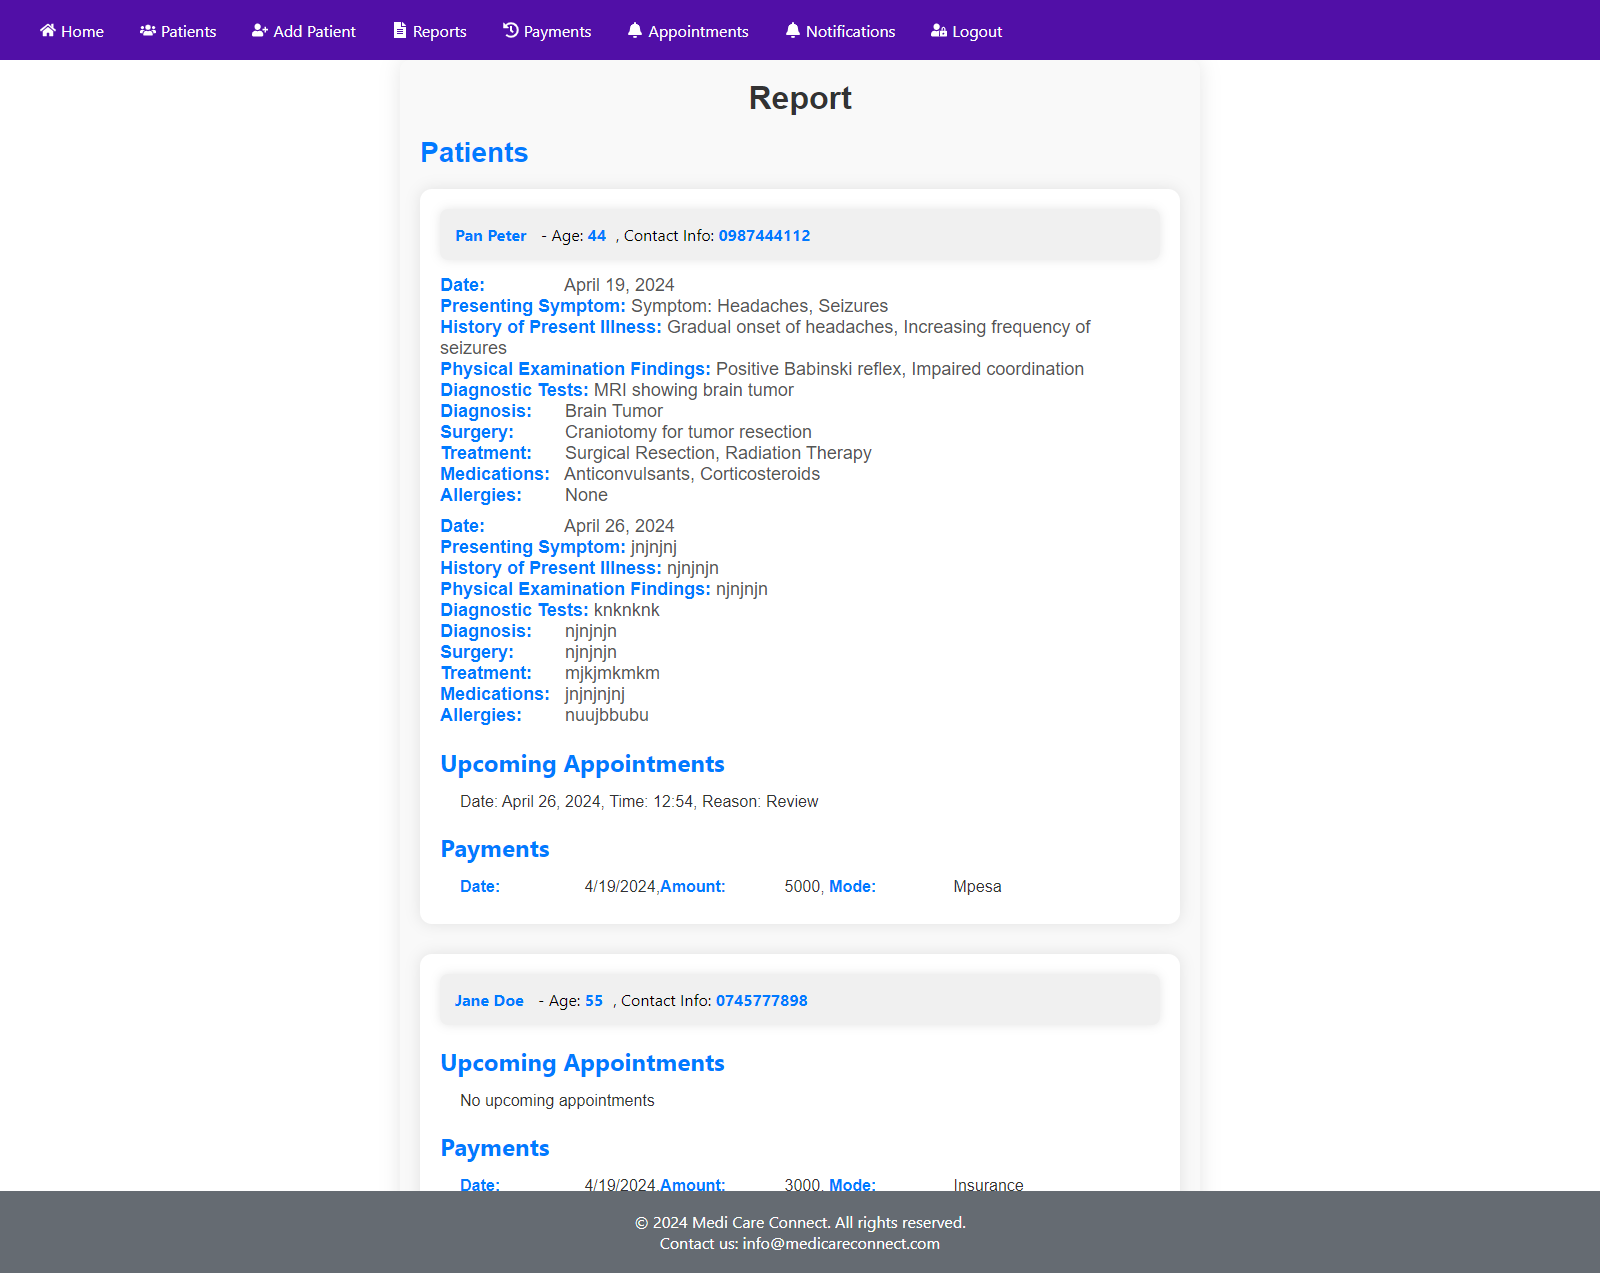 Home Patients Add Patient Reports Payments Appointments Notifications Logout
Report
Patients
Pan Peter - Age: 44 , Contact Info: 0987444112
Date: April 19, 2024
Presenting Symptom: Symptom: Headaches, Seizures
History of Present Illness: Gradual onset of headaches, Increasing frequency of
seizures
Physical Examination Findings: Positive Babinski reflex, Impaired coordination
Diagnostic Tests: MRI showing brain tumor
Diagnosis: Brain Tumor
Surgery: Craniotomy for tumor resection
Treatment: Surgical Resection, Radiation Therapy
Medications: Anticonvulsants, Corticosteroids
Allergies: None
Date: April 26, 2024
Presenting Symptom: jnjnjnj
History of Present Illness: njnjnjn
Physical Examination Findings: njnjnjn
Diagnostic Tests: knknknk
Diagnosis: njnjnjn
Surgery: njnjnjn
Treatment: mjkjmkmkm
Medications: jnjnjnjnj
Allergies: nuujbbubu
Upcoming Appointments
Date: April 26, 2024, Time: 12:54, Reason: Review
Payments
Date: 4/19/2024,Amount: 5000, Mode: Mpesa
Jane Doe - Age: 55 , Contact Info: 0745777898
Upcoming Appointments
No upcoming appointments
Payments
Date: 4/19/2024,Amount: 3000, Mode: Insurance
© 2024 Medi Care Connect. All rights reserved.
Contact us: info@medicareconnect.com